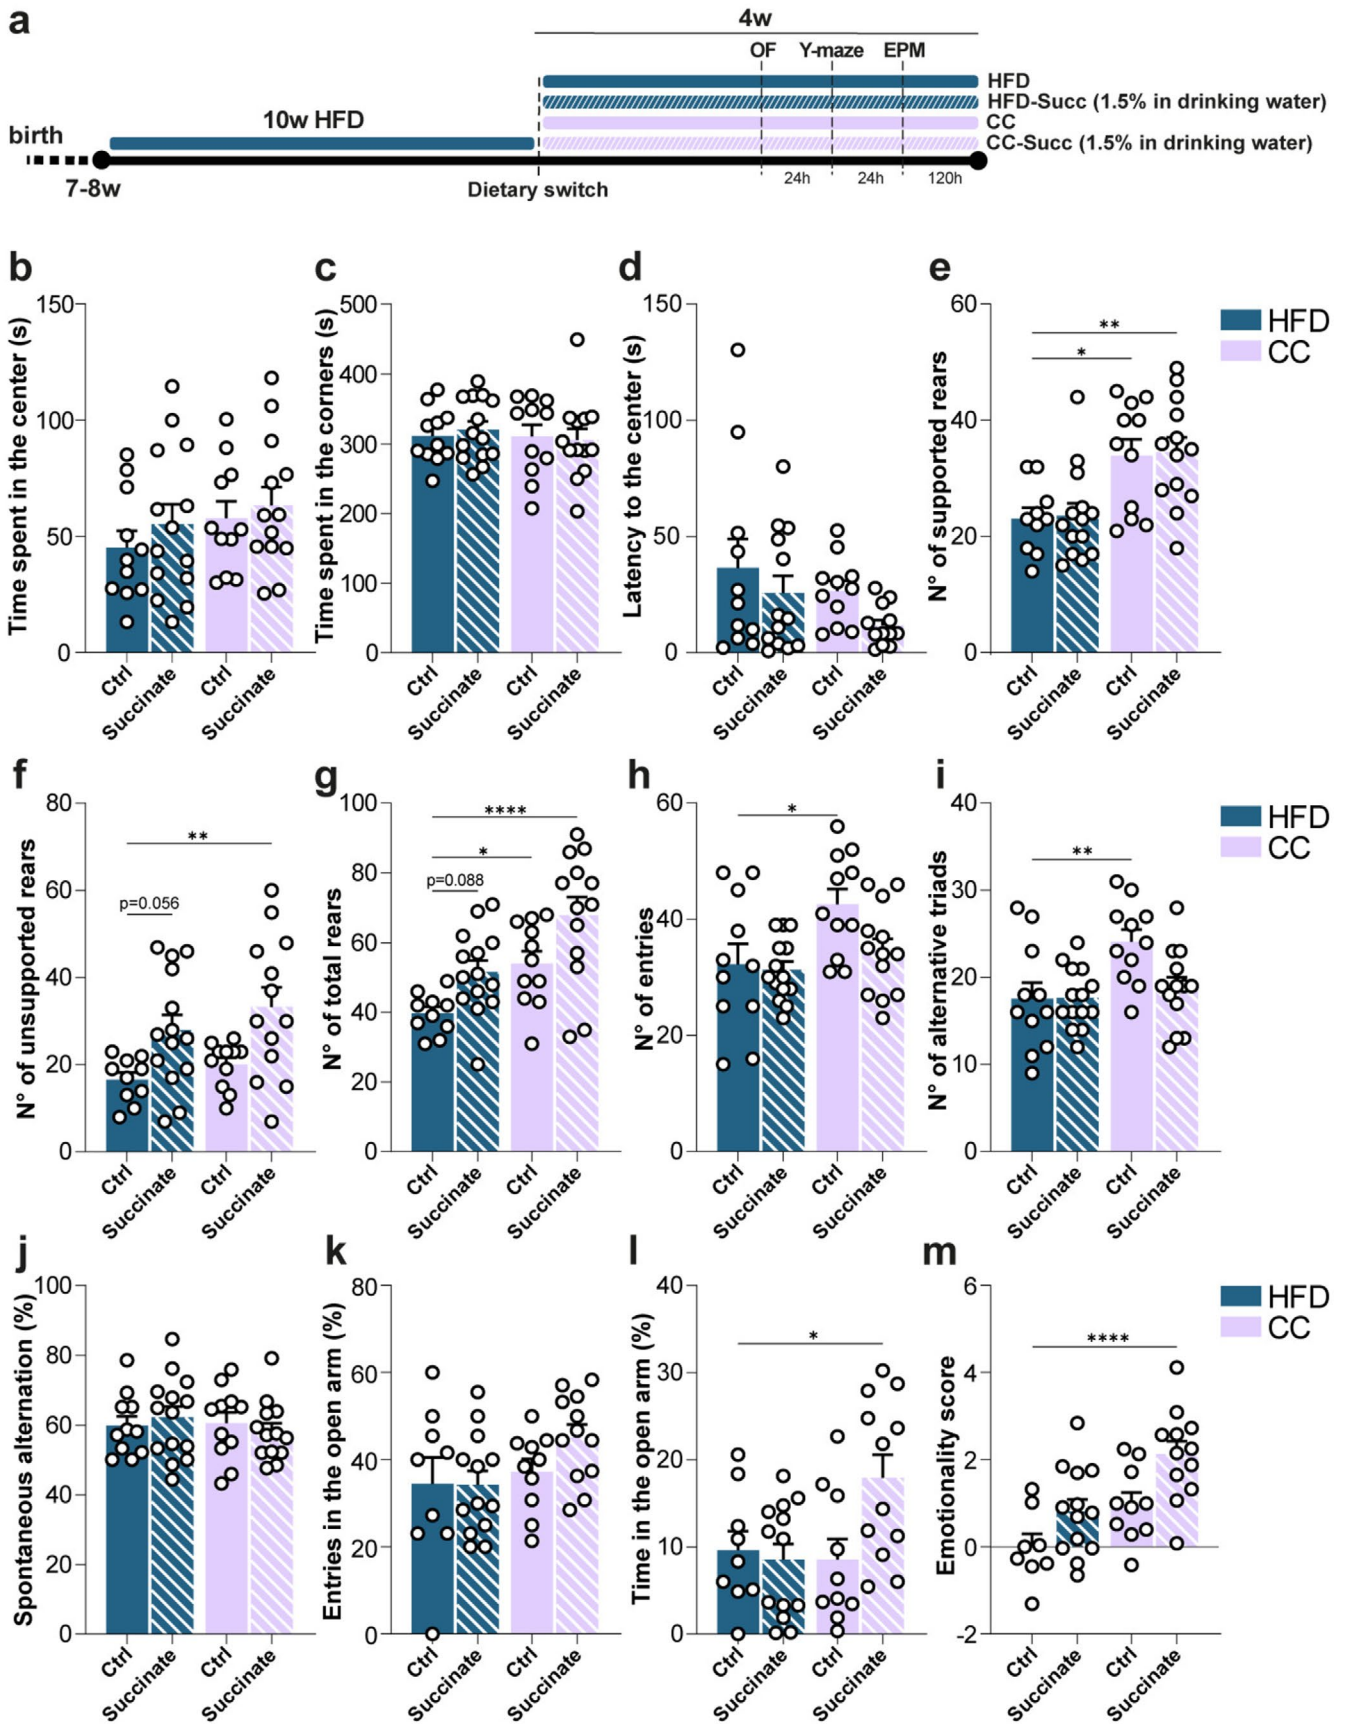 a
4w
OF Y-maze EPM
HFD
HFD-Succ (1.5% in drinking water)
CC
CC-Succ (1.5% in drinking water)
10w HFD
birth
7-8w
Dietary switch
24h 24h 120h
b
Time spent in the center (s)
150
100
50
0
Ctrl
Succinate
Ctrl
Succinate
c
Time spent in the corners (s)
500
400
300
200
100
0
Ctrl
Succinate
Ctrl
Succinate
d
Latency to the center (s)
150
100
50
0
Ctrl
Succinate
Ctrl
Succinate
e
N° of supported rears
60
40
20
0
**
*
Ctrl
Succinate
Ctrl
Succinate
HFD
CC
f
N° of unsupported rears
80
60
40
20
0
**
p=0.056
Ctrl
Succinate
Ctrl
Succinate
g
N° of total rears
100
80
60
40
20
0
****
*
p=0.088
Ctrl
Succinate
Ctrl
Succinate
h
N° of entries
60
40
20
0
*
Ctrl
Succinate
Ctrl
Succinate
i
N° of alternative triads
40
30
20
10
0
**
Ctrl
Succinate
Ctrl
Succinate
HFD
CC
j
Spontaneous alternation (%)
100
80
60
40
20
0
Ctrl
Succinate
Ctrl
Succinate
k
Entries in the open arm (%)
80
60
40
20
0
Ctrl
Succinate
Ctrl
Succinate
l
Time in the open arm (%)
40
30
20
10
0
*
Ctrl
Succinate
Ctrl
Succinate
m
Emotionality score
6
4
2
0
-2
****
Ctrl
Succinate
Ctrl
Succinate
HFD
CC